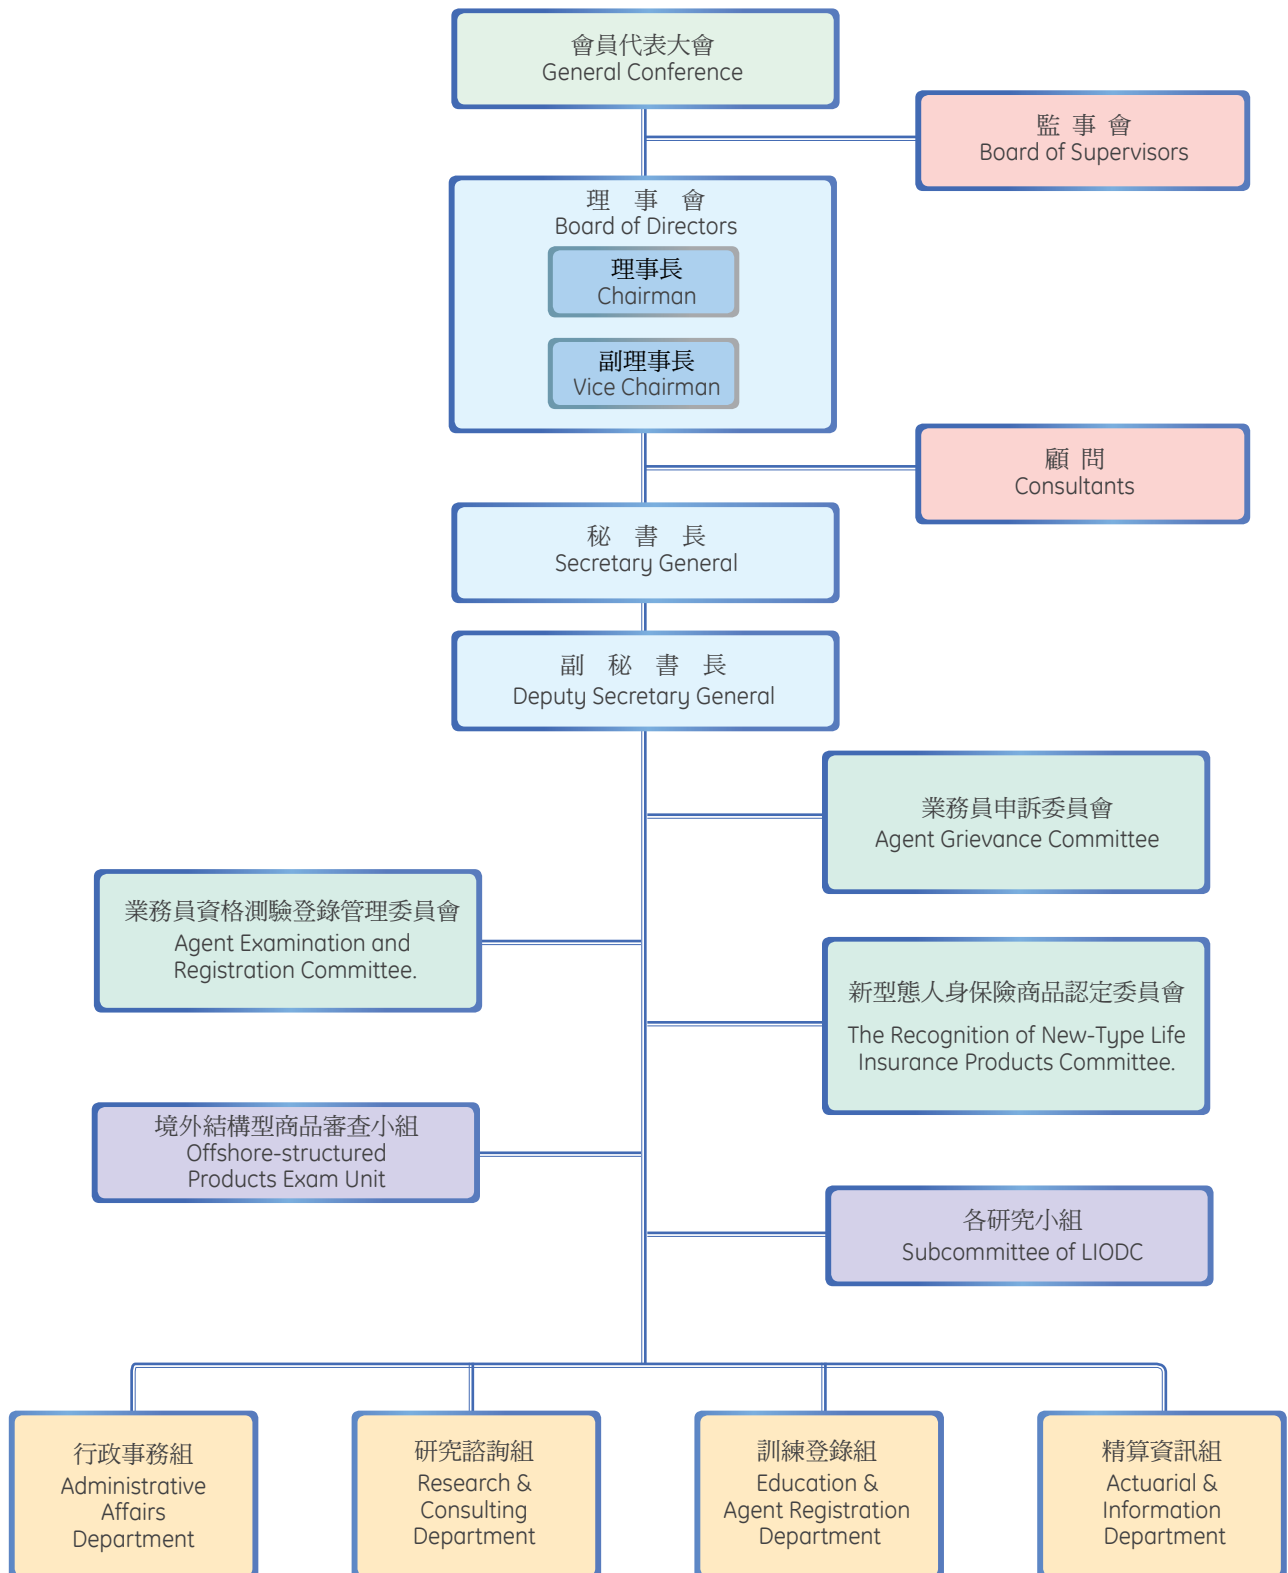 會員代表大會
General Conference
監 事 會
Board of Supervisors
理 事 會
Board of Directors
理事長
Chairman
副理事長
Vice Chairman
顧 問
Consultants
秘 書 長
Secretary General
副 秘 書 長
Deputy Secretary General
業務員申訴委員會
Agent Grievance Committee
業務員資格測驗登錄管理委員會
Agent Examination and
Registration Committee.
新型態人身保險商品認定委員會
The Recognition of New-Type Life
Insurance Products Committee.
境外結構型商品審查小組
Offshore-structured
Products Exam Unit
各研究小組
Subcommittee of LIODC
行政事務組
Administrative
Affairs
Department
研究諮詢組
Research &
Consulting
Department
訓練登錄組
Education &
Agent Registration
Department
精算資訊組
Actuarial &
Information
Department